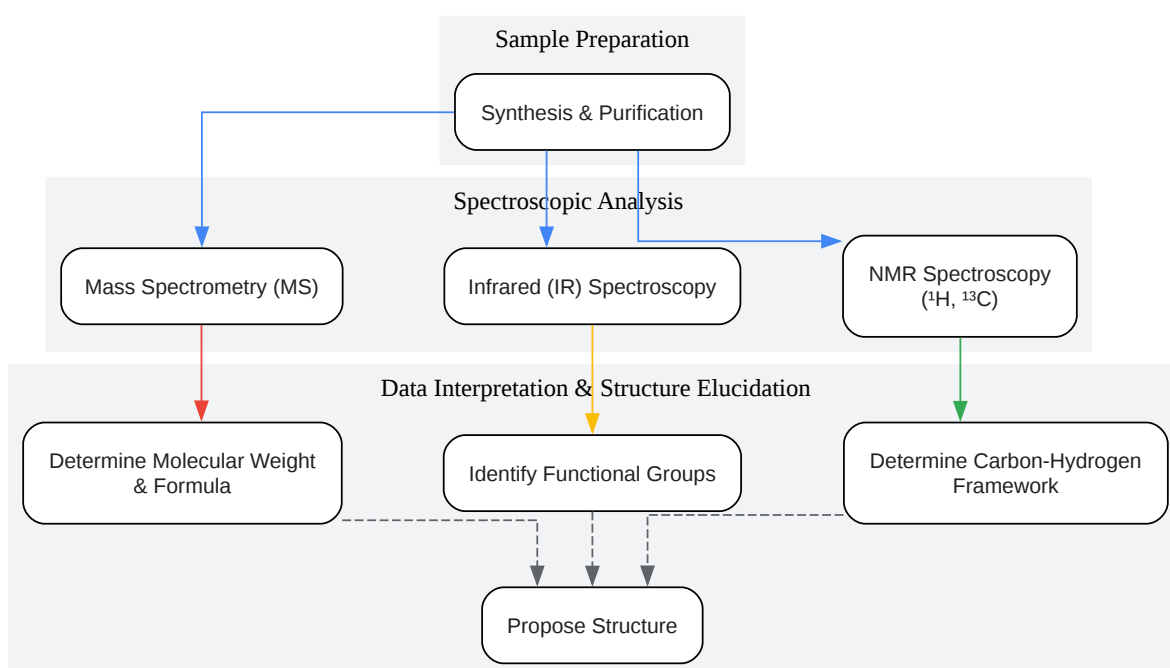 Sample Preparation
Synthesis & Purification
Spectroscopic Analysis
Mass Spectrometry (MS)
Infrared (IR) Spectroscopy
NMR Spectroscopy
(¹H, ¹³C)
Data Interpretation & Structure Elucidation
Determine Molecular Weight
& Formula
Identify Functional Groups
Determine Carbon-Hydrogen
Framework
Propose Structure